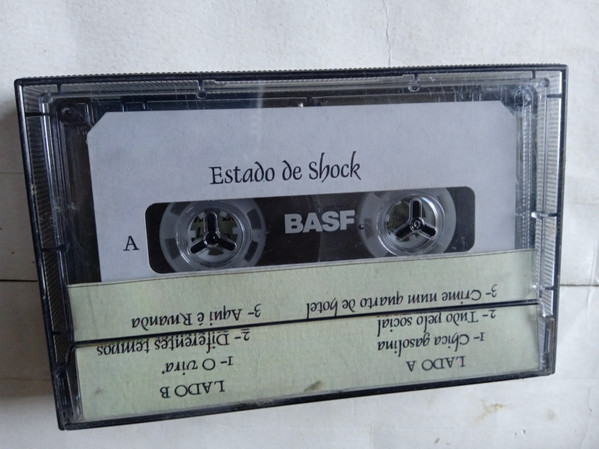 Estado de Shock
A
BASF
LADO A
1- Chica gasolina
2- Tudo pelo social
3- Crime num quarto de hotel
LADO B
1- O vira
2- Diferentes tempos
3- Aqui é Rwanda